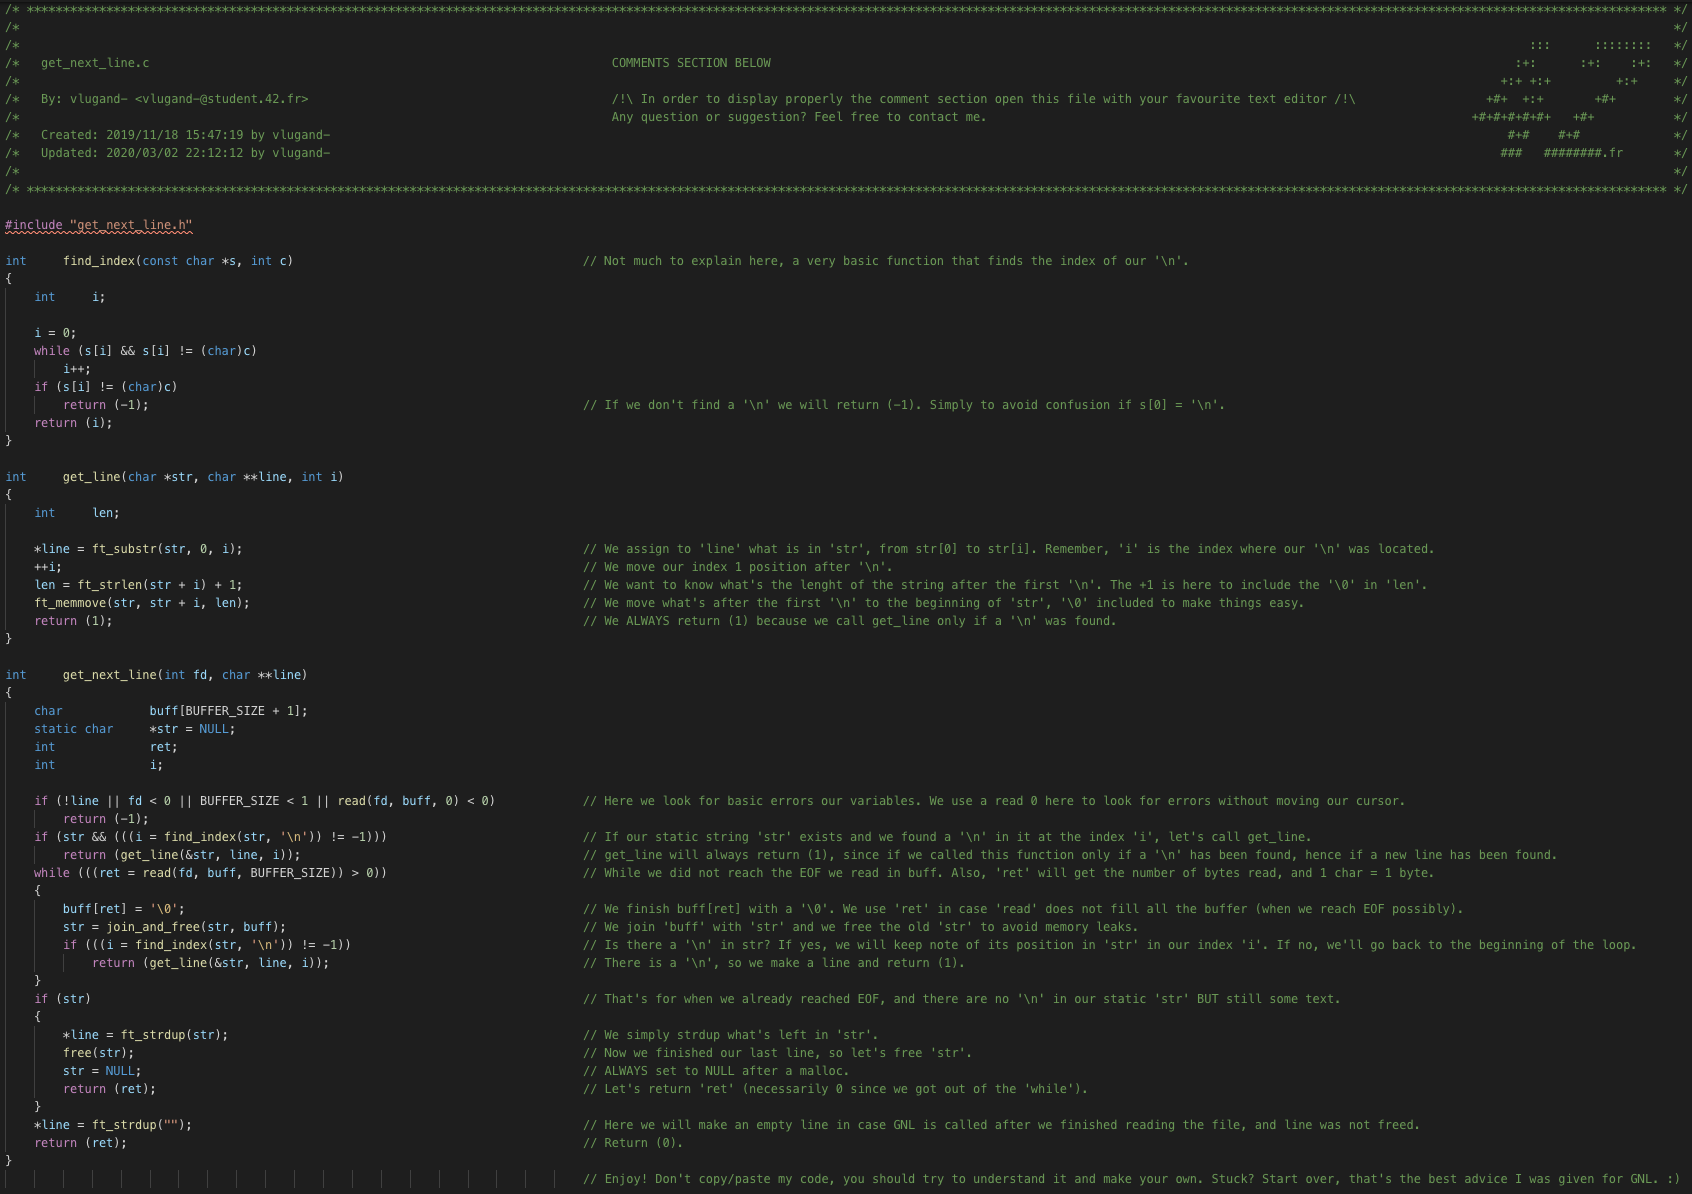 /* ************************************************************************************************************************************************************************************************************************************ */
/* */
/* ::: :::::::: */
/* get_next_line.c COMMENTS SECTION BELOW :+: :+: :+: */
/* +:+ +:+ +:+ */
/* By: vlugand- <vlugand-@student.42.fr> /!\ In order to display properly the comment section open this file with your favourite text editor /!\ +#+ +:+ +#+ */
/* Any question or suggestion? Feel free to contact me. +#+#+#+#+#+ +#+ */
/* Created: 2019/11/18 15:47:19 by vlugand- #+# #+# */
/* Updated: 2020/03/02 22:12:12 by vlugand- ### ########.fr */
/* */
/* ************************************************************************************************************************************************************************************************************************************ */
#include "get_next_line.h"
int find_index(const char *s, int c) // Not much to explain here, a very basic function that finds the index of our '\n'.
{
int i;
i = 0;
while (s[i] && s[i] != (char)c)
i++;
if (s[i] != (char)c)
return (-1); // If we don't find a '\n' we will return (-1). Simply to avoid confusion if s[0] = '\n'.
return (i);
}
int get_line(char *str, char **line, int i)
{
int len;
*line = ft_substr(str, 0, i); // We assign to 'line' what is in 'str', from str[0] to str[i]. Remember, 'i' is the index where our '\n' was located.
++i; // We move our index 1 position after '\n'.
len = ft_strlen(str + i) + 1; // We want to know what's the lenght of the string after the first '\n'. The +1 is here to include the '\0' in 'len'.
ft_memmove(str, str + i, len); // We move what's after the first '\n' to the beginning of 'str', '\0' included to make things easy.
return (1); // We ALWAYS return (1) because we call get_line only if a '\n' was found.
}
int get_next_line(int fd, char **line)
{
char buff[BUFFER_SIZE + 1];
static char *str = NULL;
int ret;
int i;
if (!line || fd < 0 || BUFFER_SIZE < 1 || read(fd, buff, 0) < 0) // Here we look for basic errors our variables. We use a read 0 here to look for errors without moving our cursor.
return (-1);
if (str && (((i = find_index(str, '\n')) != -1))) // If our static string 'str' exists and we found a '\n' in it at the index 'i', let's call get_line.
return (get_line(&str, line, i)); // get_line will always return (1), since if we called this function only if a '\n' has been found, hence if a new line has been found.
while (((ret = read(fd, buff, BUFFER_SIZE)) > 0)) // While we did not reach the EOF we read in buff. Also, 'ret' will get the number of bytes read, and 1 char = 1 byte.
{
buff[ret] = '\0'; // We finish buff[ret] with a '\0'. We use 'ret' in case 'read' does not fill all the buffer (when we reach EOF possibly).
str = join_and_free(str, buff); // We join 'buff' with 'str' and we free the old 'str' to avoid memory leaks.
if (((i = find_index(str, '\n')) != -1)) // Is there a '\n' in str? If yes, we will keep note of its position in 'str' in our index 'i'. If no, we'll go back to the beginning of the loop.
return (get_line(&str, line, i)); // There is a '\n', so we make a line and return (1).
}
if (str) // That's for when we already reached EOF, and there are no '\n' in our static 'str' BUT still some text.
{
*line = ft_strdup(str); // We simply strdup what's left in 'str'.
free(str); // Now we finished our last line, so let's free 'str'.
str = NULL; // ALWAYS set to NULL after a malloc.
return (ret); // Let's return 'ret' (necessarily 0 since we got out of the 'while').
}
*line = ft_strdup(""); // Here we will make an empty line in case GNL is called after we finished reading the file, and line was not freed.
return (ret); // Return (0).
}
// Enjoy! Don't copy/paste my code, you should try to understand it and make your own. Stuck? Start over, that's the best advice I was given for GNL. :)